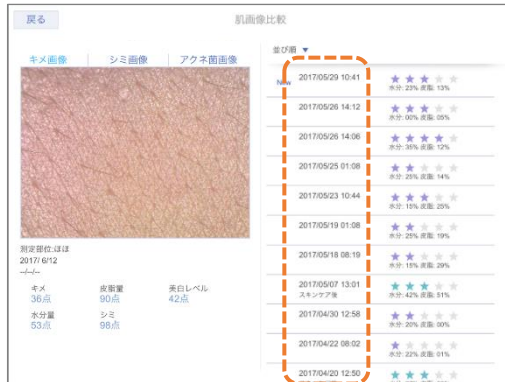 戻る
肌画像比較
キメ画像
シミ画像
アクネ菌画像
測定部位:ほほ
2017/ 6/12
--/--/--
キメ
36点
皮脂量
90点
美白レベル
42点
水分量
53点
シミ
98点
並び順 ▼
New
2017/05/29 10:41
水分: 23% 皮脂: 13%
2017/05/26 14:12
水分: 00% 皮脂: 05%
2017/05/26 14:06
水分: 35% 皮脂: 12%
2017/05/25 01:08
水分: 25% 皮脂: 14%
2017/05/23 10:44
水分: 15% 皮脂: 25%
2017/05/19 01:08
水分: 25% 皮脂: 19%
2017/05/18 08:19
水分: 15% 皮脂: 29%
2017/05/07 13:01
スキンケア後
水分: 42% 皮脂: 51%
2017/04/30 12:58
水分: 20% 皮脂: 00%
2017/04/22 08:02
水分: 22% 皮脂: 01%
2017/04/20 12:50